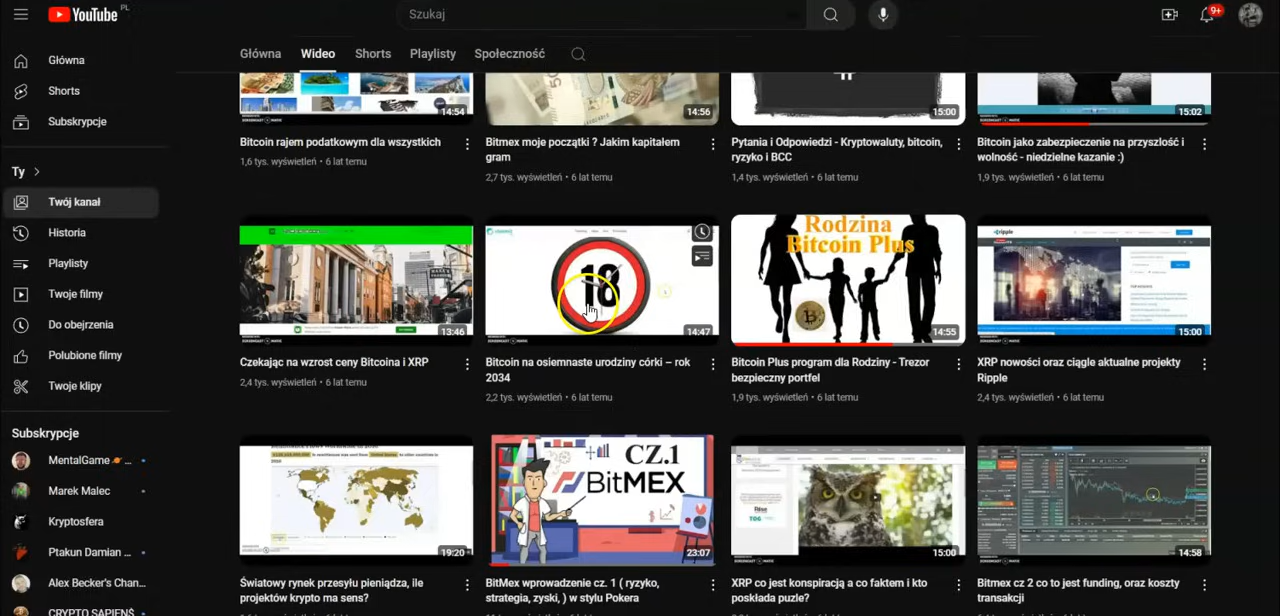 YouTube PL
Szukaj
9+
Główna
Wideo
Shorts
Playlisty
Społeczność
Główna
Shorts
Subskrypcje
Ty
Twój kanał
Historia
Playlisty
Twoje filmy
Do obejrzenia
Polubione filmy
Twoje klipy
Subskrypcje
MentalGame
Marek Malec
Kryptosfera
Ptakun Damian ...
Alex Becker's Chan...
CRYPTO SAPIEN$
14:54
14:56
15:00
15:02
Bitcoin rajem podatkowym dla wszystkich
1,6 tys. wyświetleń • 6 lat temu
Bitmex moje początki ? Jakim kapitałem
gram
2,7 tys. wyświetleń • 6 lat temu
Pytania i Odpowiedzi - Kryptowaluty, bitcoin,
ryzyko i BCC
1,4 tys. wyświetleń • 6 lat temu
Bitcoin jako zabezpieczenie na przyszłość i
wolność - niedzielne kazanie :)
1,9 tys. wyświetleń • 6 lat temu
13:46
18
14:47
Rodzina
Bitcoin Plus
14:55
15:00
Czekając na wzrost ceny Bitcoina i XRP
2,4 tys. wyświetleń • 6 lat temu
Bitcoin na osiemnaste urodziny córki – rok
2034
2,2 tys. wyświetleń • 6 lat temu
Bitcoin Plus program dla Rodziny - Trezor
bezpieczny portfel
1,9 tys. wyświetleń • 6 lat temu
XRP nowości oraz ciągle aktualne projekty
Ripple
2,4 tys. wyświetleń • 6 lat temu
19:20
CZ.1
BitMEX
23:07
15:00
14:58
Światowy rynek przesyłu pieniądza, ile
projektów krypto ma sens?
BitMex wprowadzenie cz. 1 ( ryzyko,
strategia, zyski, ) w stylu Pokera
XRP co jest konspiracją a co faktem i kto
poskłada puzle?
Bitmex cz 2 co to jest funding, oraz koszty
transakcji